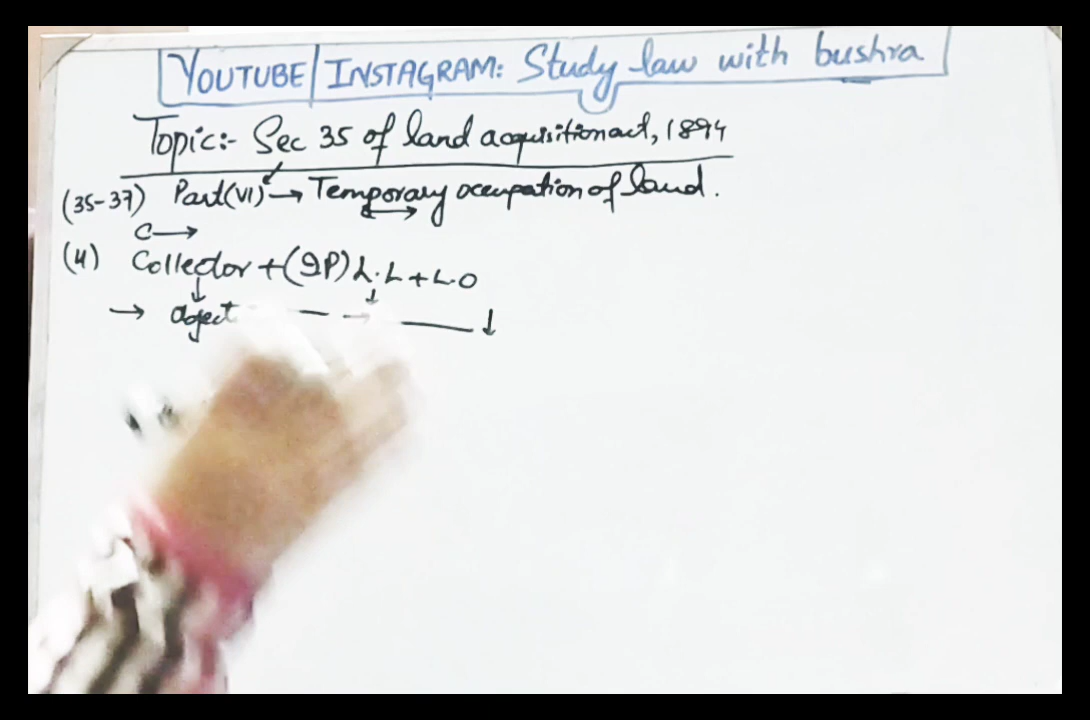 YOUTUBE/INSTAGRAM: Study law with bushra
Topic:- Sec 35 of land acquisition act, 1894
(35-37) Part(VI) → Temporary occupation of land.
C →
(4) Collector + (IP) L.L + L.O
→ object